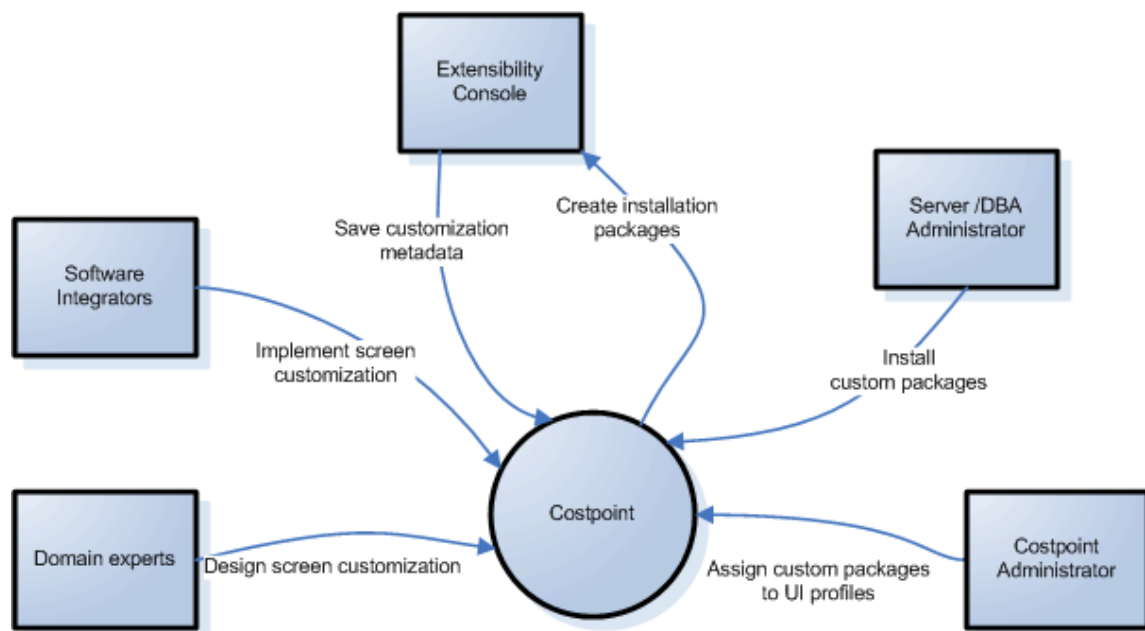 Extensibility
Console
Server /DBA
Administrator
Save customization
metadata
Create installation
packages
Software
Integrators
Implement screen
customization
Install
custom packages
Costpoint
Domain experts
Design screen customization
Assign custom packages
to UI profiles
Costpoint
Administrator